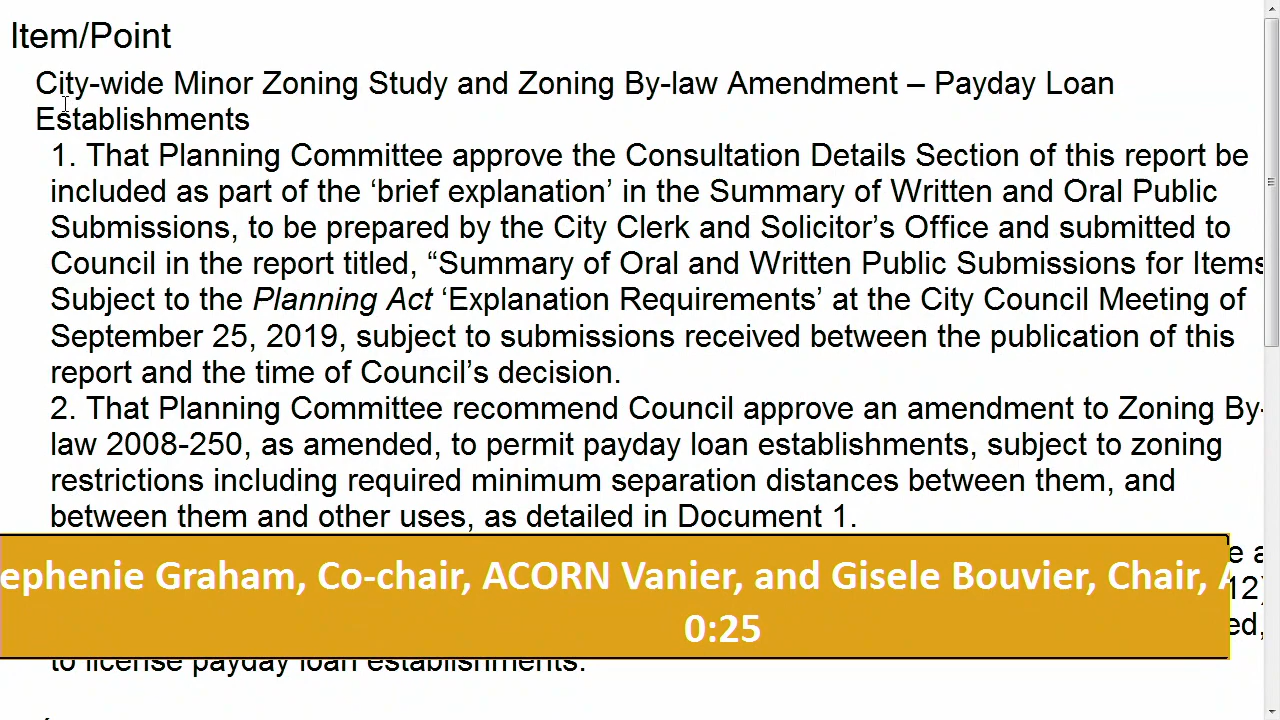 Item/Point
City-wide Minor Zoning Study and Zoning By-law Amendment – Payday Loan
Establishments
1. That Planning Committee approve the Consultation Details Section of this report be
included as part of the ‘brief explanation’ in the Summary of Written and Oral Public
Submissions, to be prepared by the City Clerk and Solicitor’s Office and submitted to
Council in the report titled, “Summary of Oral and Written Public Submissions for Items
Subject to the Planning Act ‘Explanation Requirements’ at the City Council Meeting of
September 25, 2019, subject to submissions received between the publication of this
report and the time of Council’s decision.
2. That Planning Committee recommend Council approve an amendment to Zoning By-
law 2008-250, as amended, to permit payday loan establishments, subject to zoning
restrictions including required minimum separation distances between them, and
between them and other uses, as detailed in Document 1.
ephenie Graham, Co-chair, ACORN Vanier, and Gisele Bouvier, Chair,
12)
0:25
ed,
to license payday loan establishments.